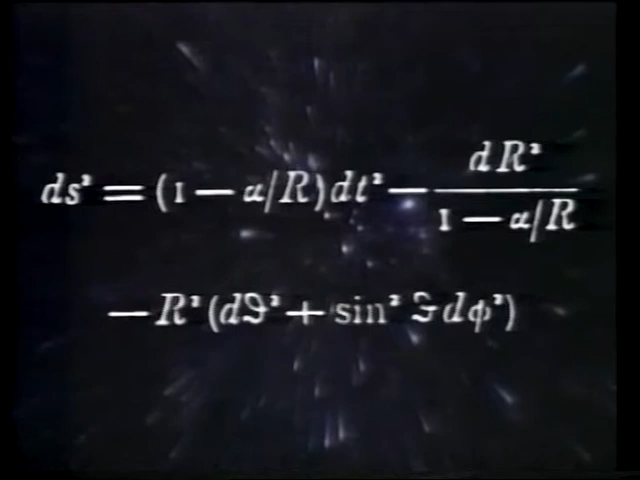 ds² = (1 − α/R)dt² − dR²/(1 − α/R)
− R²(dϑ² + sin² ϑ dϕ²)